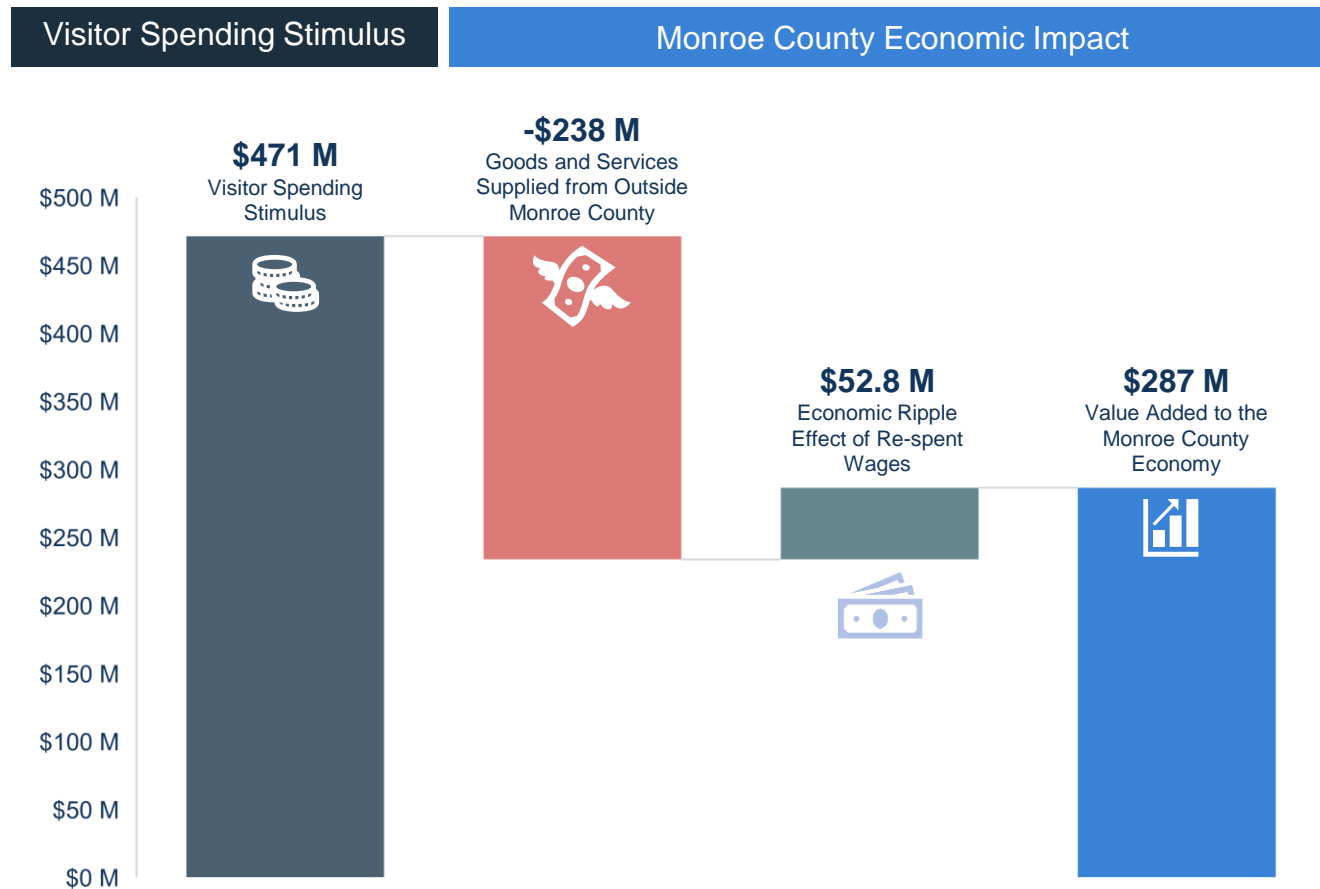 Visitor Spending Stimulus
Monroe County Economic Impact
$471 M
Visitor Spending
Stimulus
-$238 M
Goods and Services
Supplied from Outside
Monroe County
$52.8 M
Economic Ripple
Effect of Re-spent
Wages
$287 M
Value Added to the
Monroe County
Economy
$500 M
$450 M
$400 M
$350 M
$300 M
$250 M
$200 M
$150 M
$100 M
$50 M
$0 M